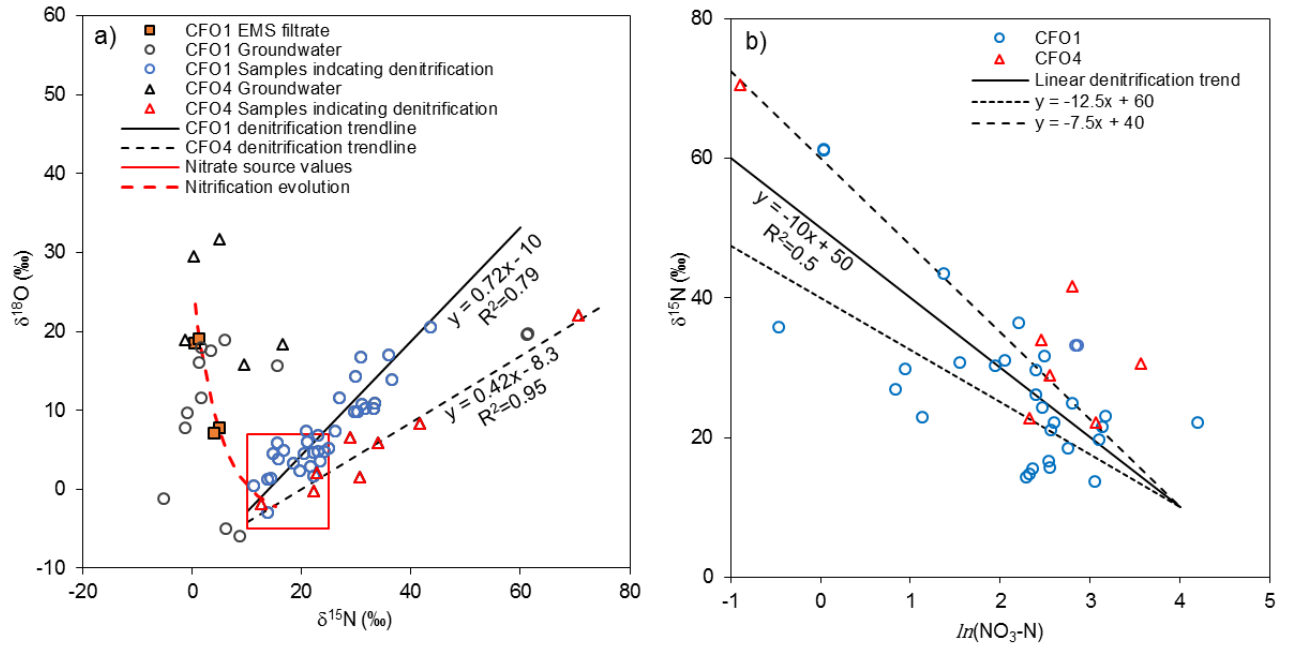 a)
CFO1 EMS filtrate
CFO1 Groundwater
CFO1 Samples indcating denitrification
CFO4 Groundwater
CFO4 Samples indicating denitrification
CFO1 denitrification trendline
CFO4 denitrification trendline
Nitrate source values
Nitrification evolution
y = 0.72x - 10
R²=0.79
y = 0.42x - 8.3
R²=0.95
60
50
40
30
20
10
0
-10
-20
0
20
40
60
80
δ¹⁸O (‰)
δ¹⁵N (‰)
b)
CFO1
CFO4
Linear denitrification trend
y = -12.5x + 60
y = -7.5x + 40
y = -10x + 50
R²=0.5
80
60
40
20
0
-1
0
1
2
3
4
5
δ¹⁵N (‰)
ln(NO₃-N)